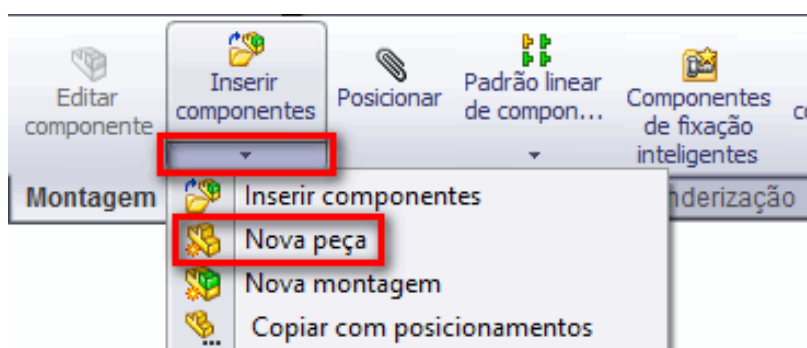 Editar
componente
Inserir
componentes
Posicionar
Padrão linear
de compon...
Componentes
de fixação
inteligentes
Montagem
Inserir componentes
Nova peça
Nova montagem
Copiar com posicionamentos